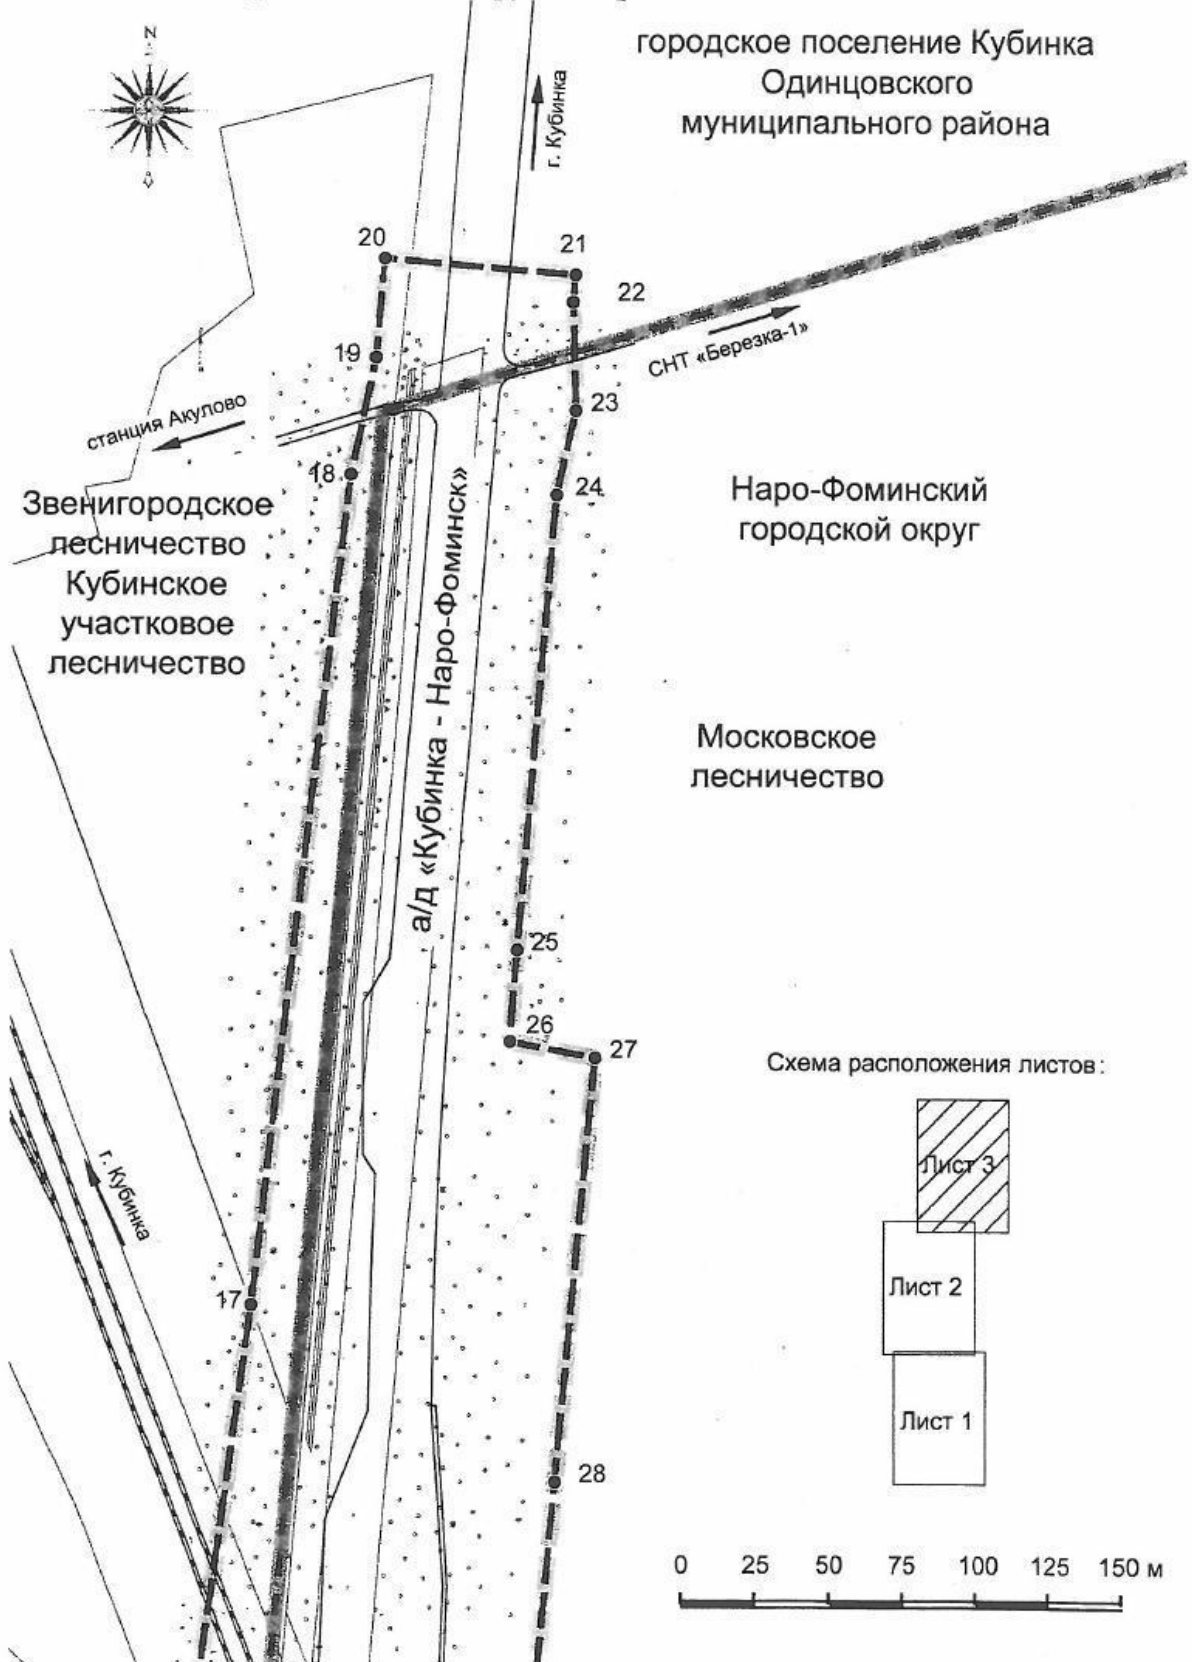 N
городское поселение Кубинка
Одинцовского
муниципального района
г. Кубинка
20
21
22
19
СНТ «Березка-1»
23
станция Акулово
18
24
Звенигородское
лесничество
Кубинское
участковое
лесничество
Наро-Фоминский
городской округ
а/д «Кубинка - Наро-Фоминск»
Московское
лесничество
25
26
27
Схема расположения листов:
Лист 3
г. Кубинка
Лист 2
17
Лист 1
28
0 25 50 75 100 125 150 м